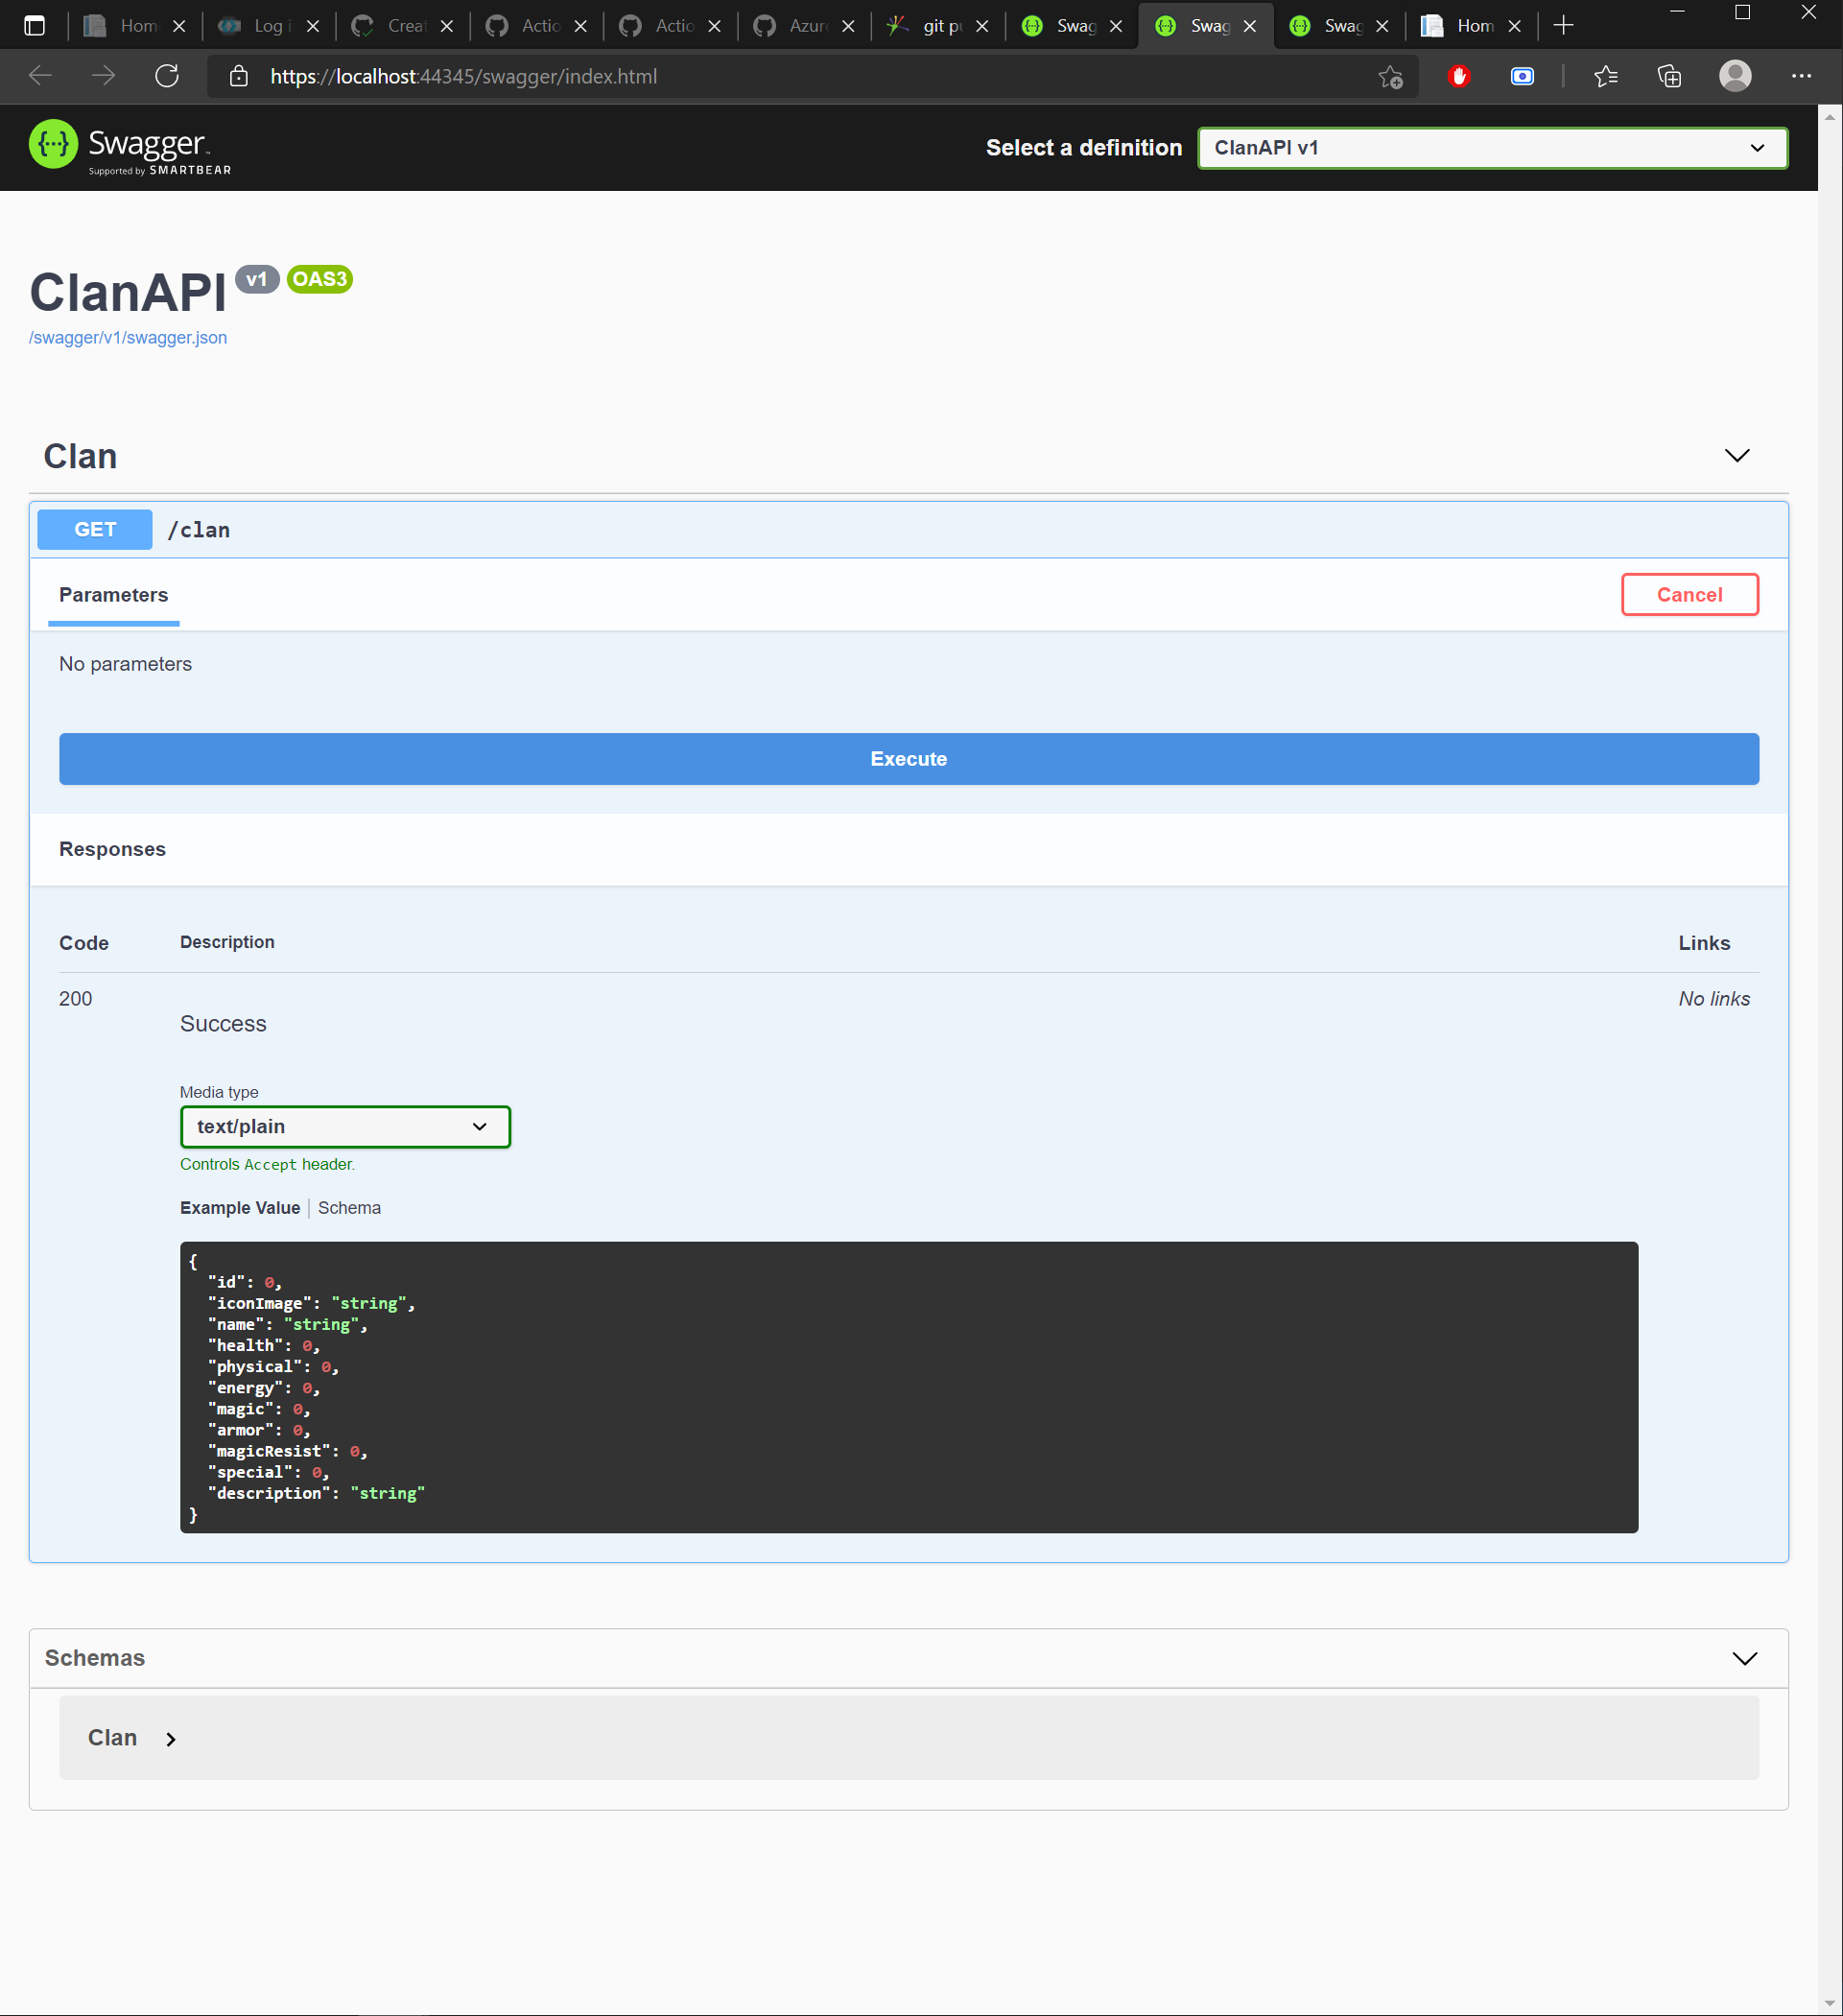 Hom
Log i
Creat
Actio
Actio
Azure
git pu
Swag
Swag
Swag
Hom
https://localhost:44345/swagger/index.html
Swagger
Supported by SMARTBEAR
Select a definition
ClanAPI v1
ClanAPI v1 OAS3
/swagger/v1/swagger.json
Clan
GET /clan
Parameters
Cancel
No parameters
Execute
Responses
Code Description Links
200 No links
Success
Media type
text/plain
Controls Accept header.
Example Value Schema
{
"id": 0,
"iconImage": "string",
"name": "string",
"health": 0,
"physical": 0,
"energy": 0,
"magic": 0,
"armor": 0,
"magicResist": 0,
"special": 0,
"description": "string"
}
Schemas
Clan